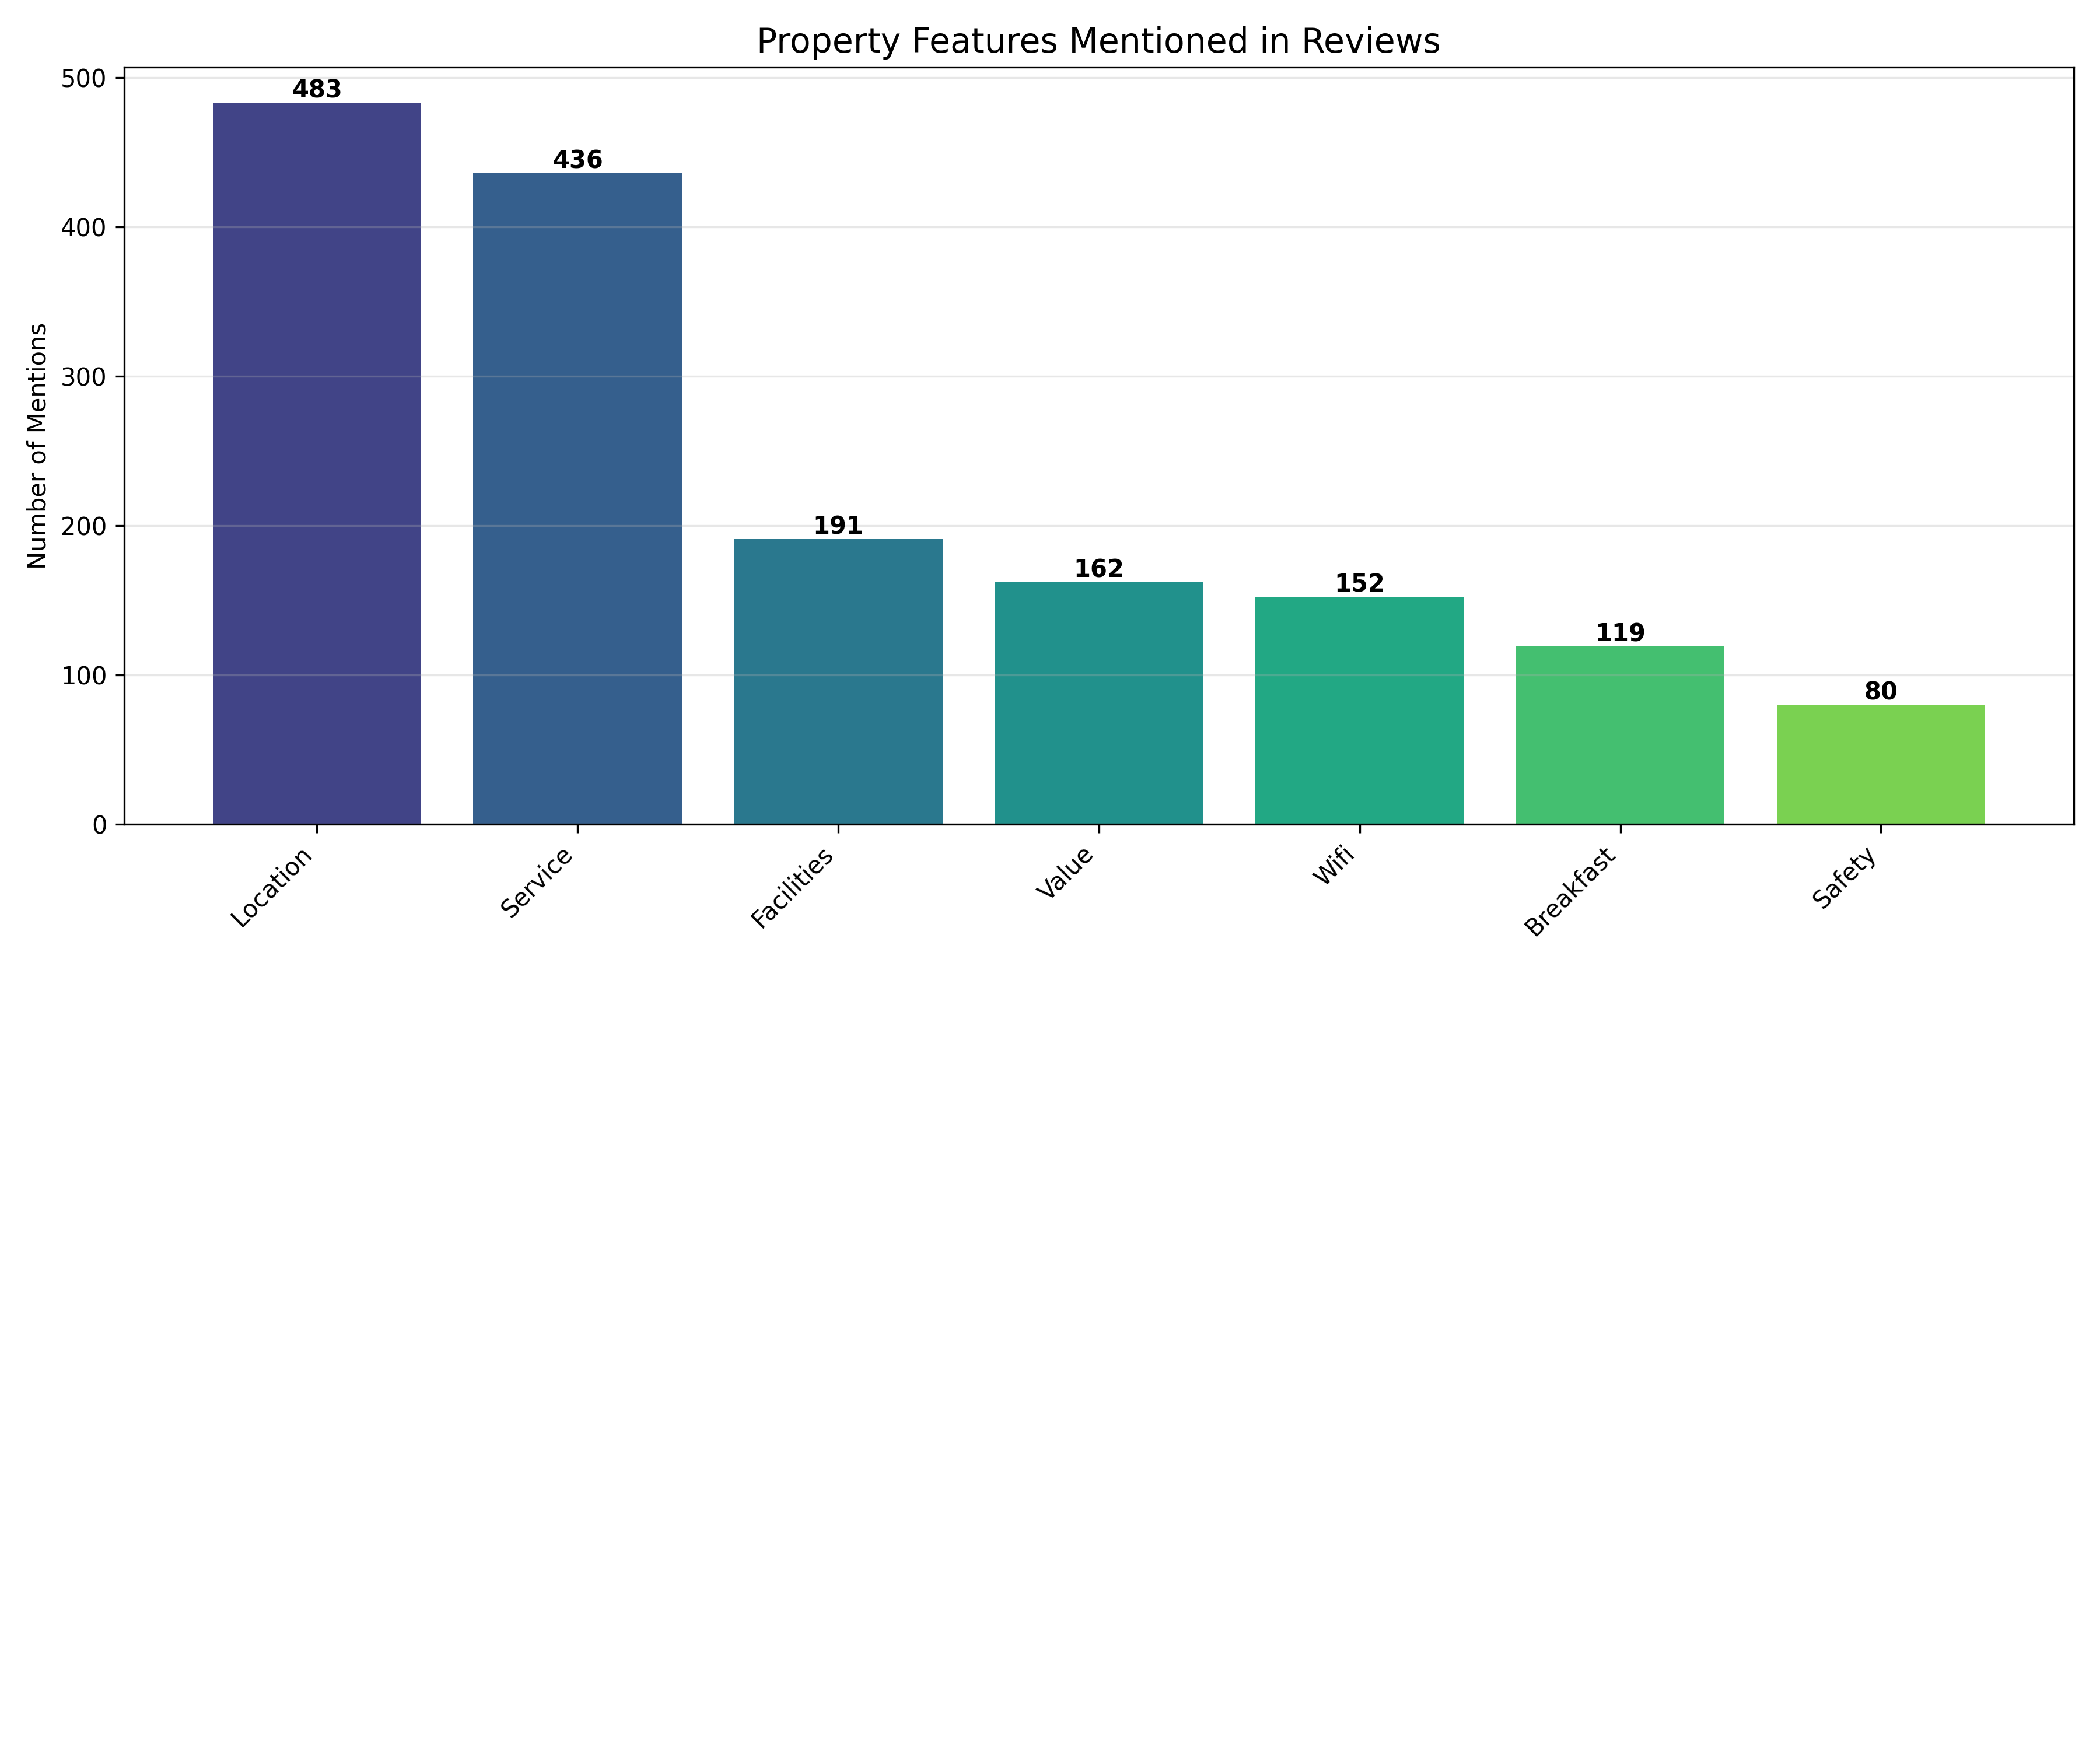 Property Features Mentioned in Reviews
Number of Mentions
500
400
300
200
100
0
483
436
191
162
152
119
80
Location
Service
Facilities
Value
Wifi
Breakfast
Safety